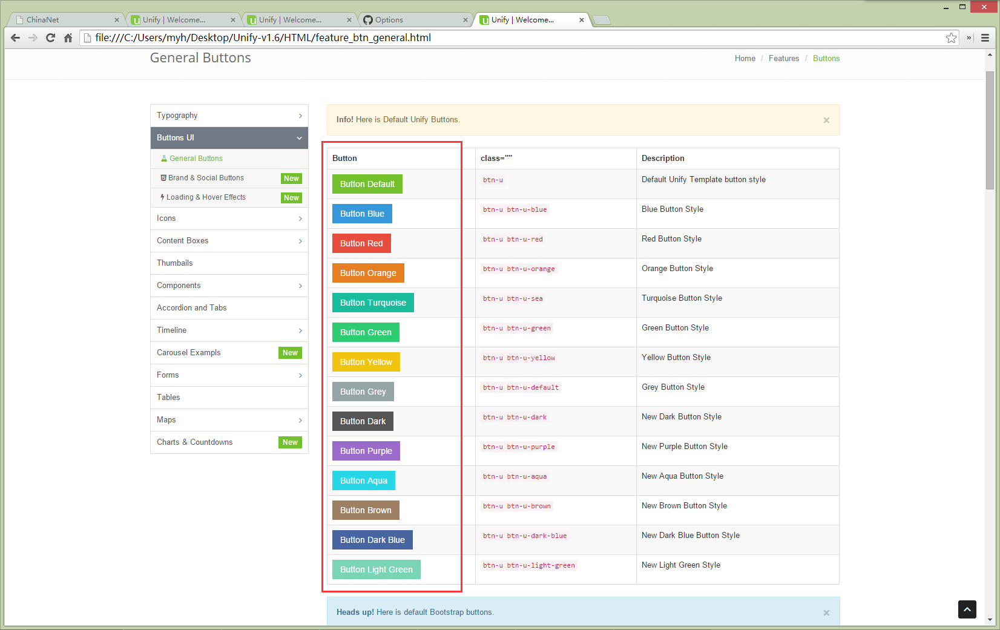 ChinaNet
Unify | Welcome...
Unify | Welcome...
Options
Unify | Welcome...
file:///C:/Users/myh/Desktop/Unify-v1.6/HTML/feature_btn_general.html
General Buttons
Home / Features / Buttons
Typography
Buttons UI
General Buttons
Brand & Social Buttons New
Loading & Hover Effects New
Icons
Content Boxes
Thumbails
Components
Accordion and Tabs
Timeline
Carousel Exampls New
Forms
Tables
Maps
Charts & Countdowns New
Info! Here is Default Unify Buttons.
Button class="" Description
Button Default btn-u Default Unify Template button style
Button Blue btn-u btn-u-blue Blue Button Style
Button Red btn-u btn-u-red Red Button Style
Button Orange btn-u btn-u-orange Orange Button Style
Button Turquoise btn-u btn-u-sea Turquoise Button Style
Button Green btn-u btn-u-green Green Button Style
Button Yellow btn-u btn-u-yellow Yellow Button Style
Button Grey btn-u btn-u-default Grey Button Style
Button Dark btn-u btn-u-dark New Dark Button Style
Button Purple btn-u btn-u-purple New Purple Button Style
Button Aqua btn-u btn-u-aqua New Aqua Button Style
Button Brown btn-u btn-u-brown New Brown Button Style
Button Dark Blue btn-u btn-u-dark-blue New Dark Blue Button Style
Button Light Green btn-u btn-u-light-green New Light Green Style
Heads up! Here is default Bootstrap buttons.